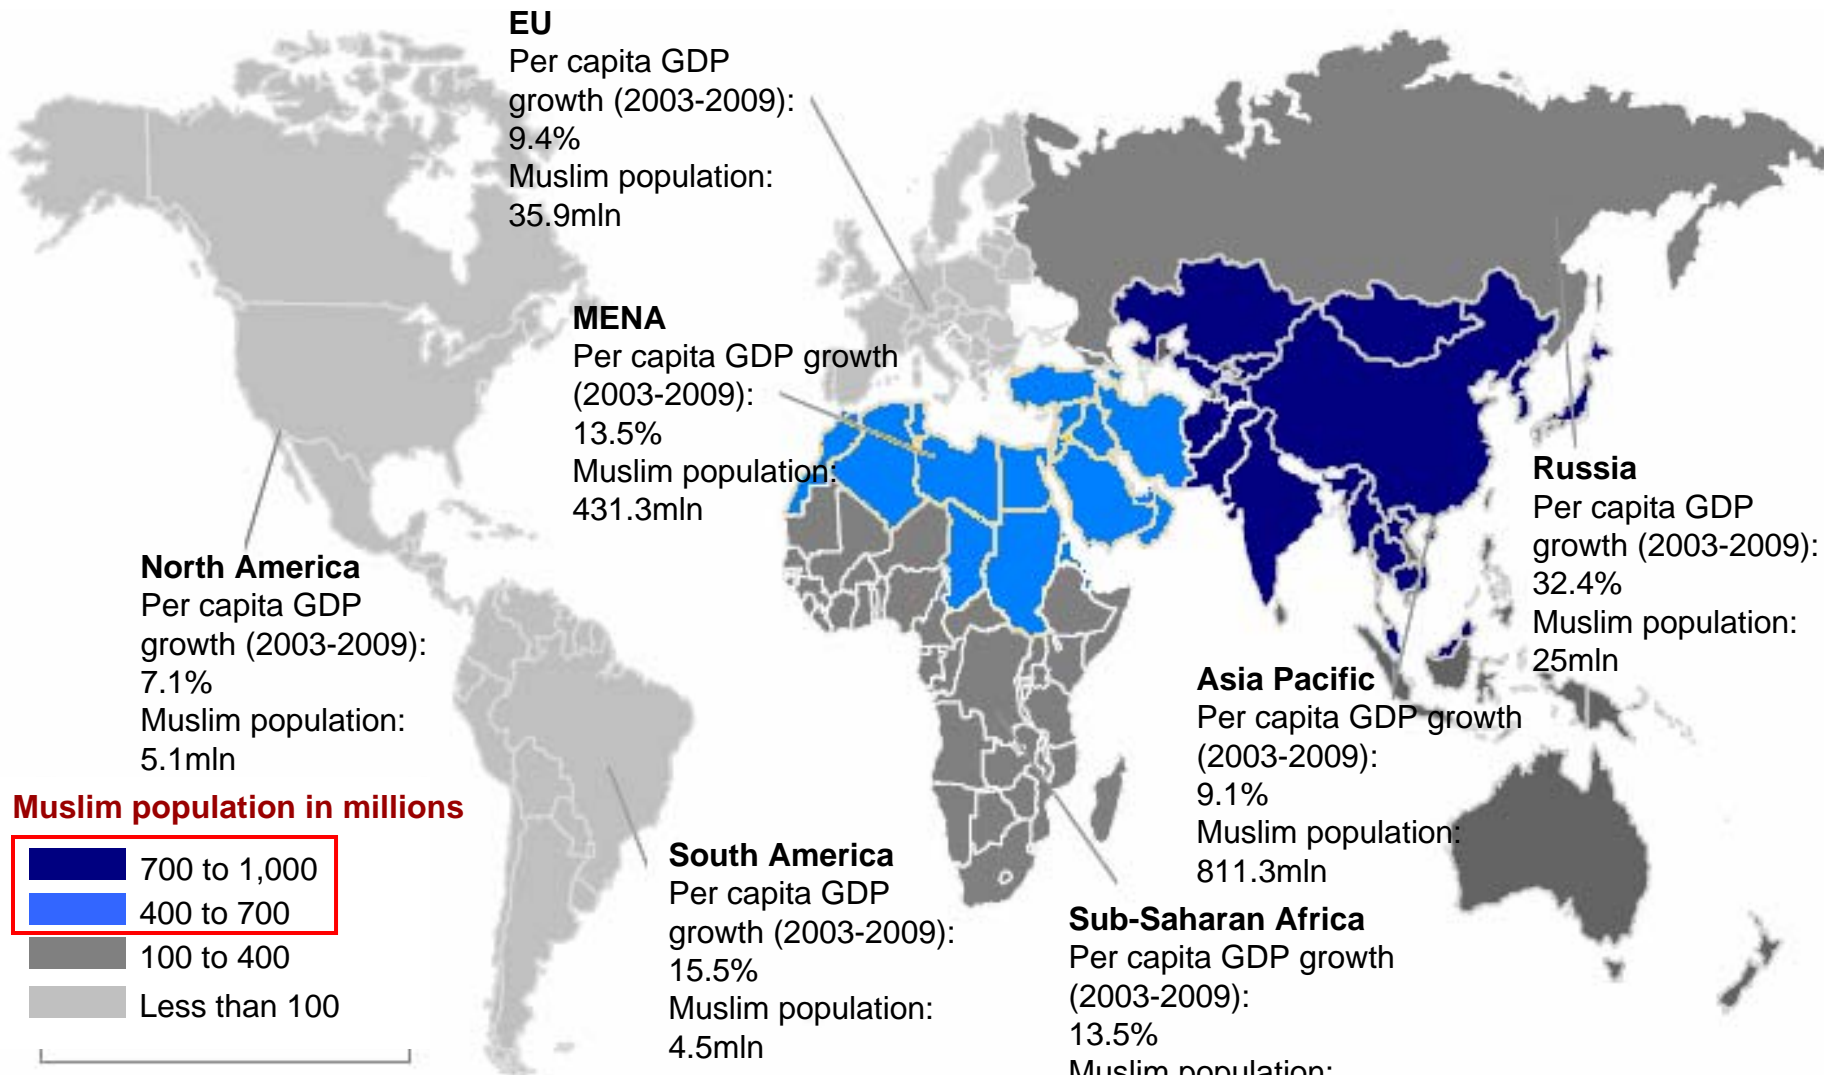 EU
Per capita GDP
growth (2003-2009):
9.4%
Muslim population:
35.9mln
MENA
Per capita GDP growth
(2003-2009):
13.5%
Muslim population:
431.3mln
North America
Per capita GDP
growth (2003-2009):
7.1%
Muslim population:
5.1mln
Russia
Per capita GDP
growth (2003-2009):
32.4%
Muslim population:
25mln
Asia Pacific
Per capita GDP growth
(2003-2009):
9.1%
Muslim population:
811.3mln
South America
Per capita GDP
growth (2003-2009):
15.5%
Muslim population:
4.5mln
Sub-Saharan Africa
Per capita GDP growth
(2003-2009):
13.5%
Muslim population:
Muslim population in millions
700 to 1,000
400 to 700
100 to 400
Less than 100